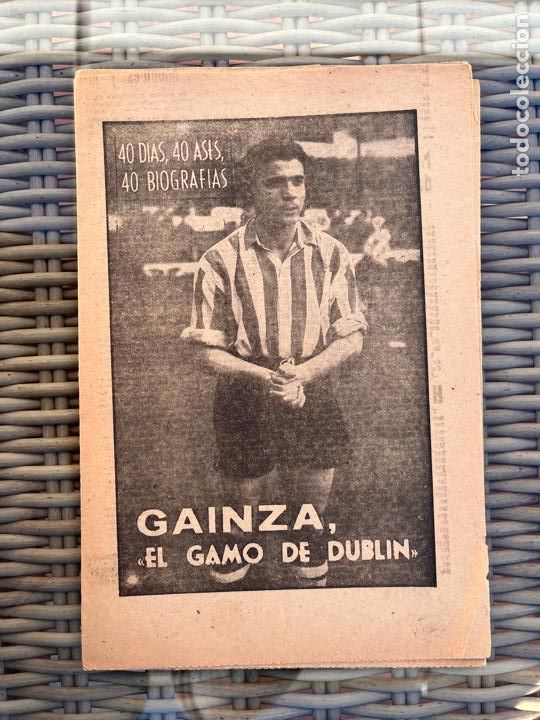 40 DIAS, 40 ASES,
40 BIOGRAFIAS
GAINZA,
«EL GAMO DE DUBLIN»
todocoleccion